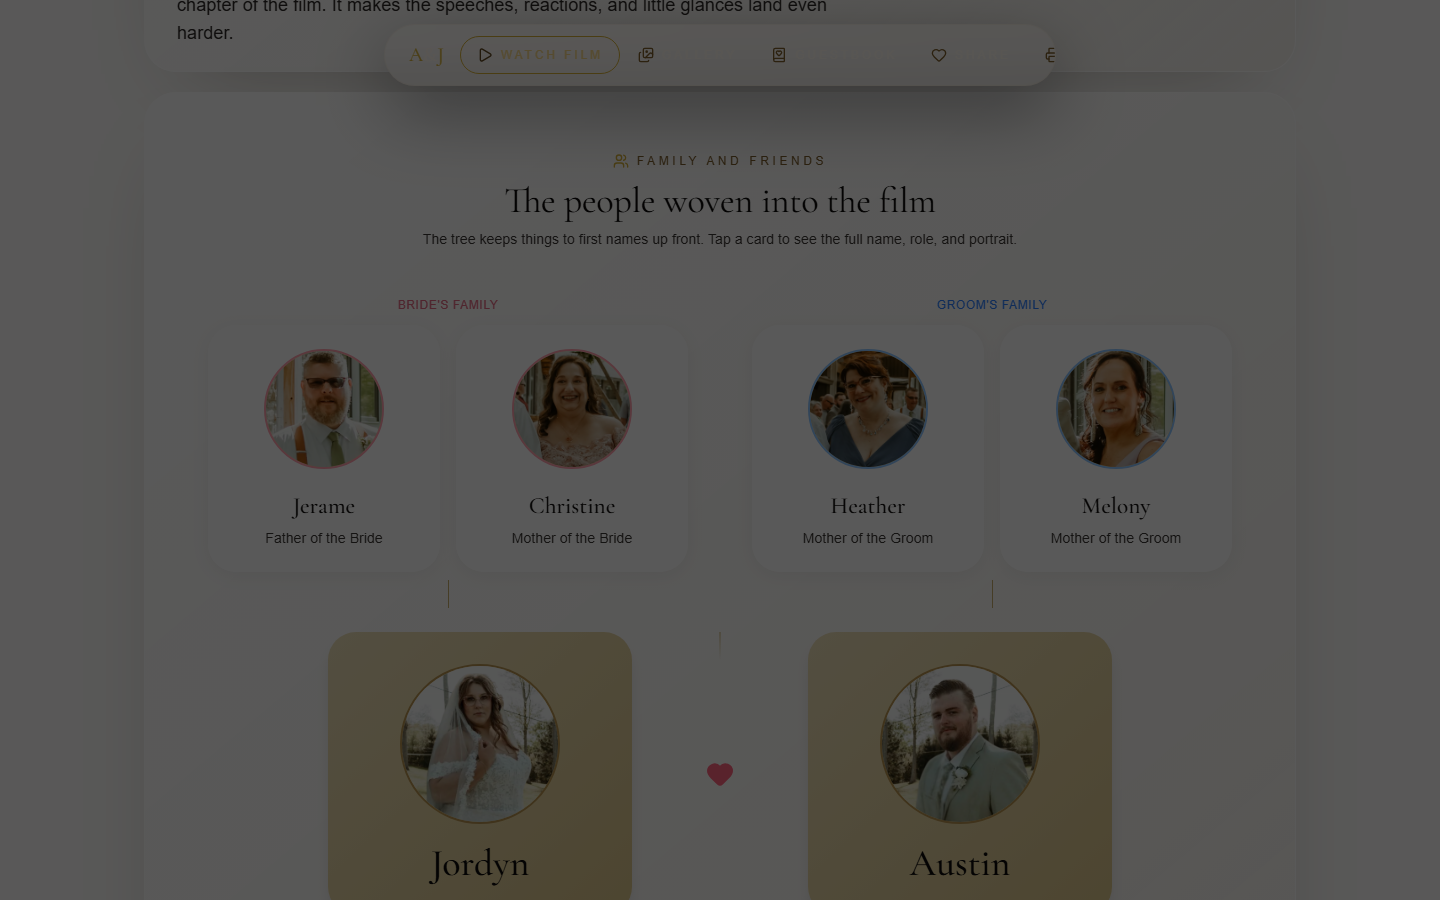 chapter of the film. It makes the speeches, reactions, and little glances land even
harder.
A J WATCH FILM
FAMILY AND FRIENDS
The people woven into the film
The tree keeps things to first names up front. Tap a card to see the full name, role, and portrait.
BRIDE'S FAMILY
GROOM'S FAMILY
Jerame
Christine
Heather
Melony
Father of the Bride
Mother of the Bride
Mother of the Groom
Mother of the Groom
Jordyn
Austin